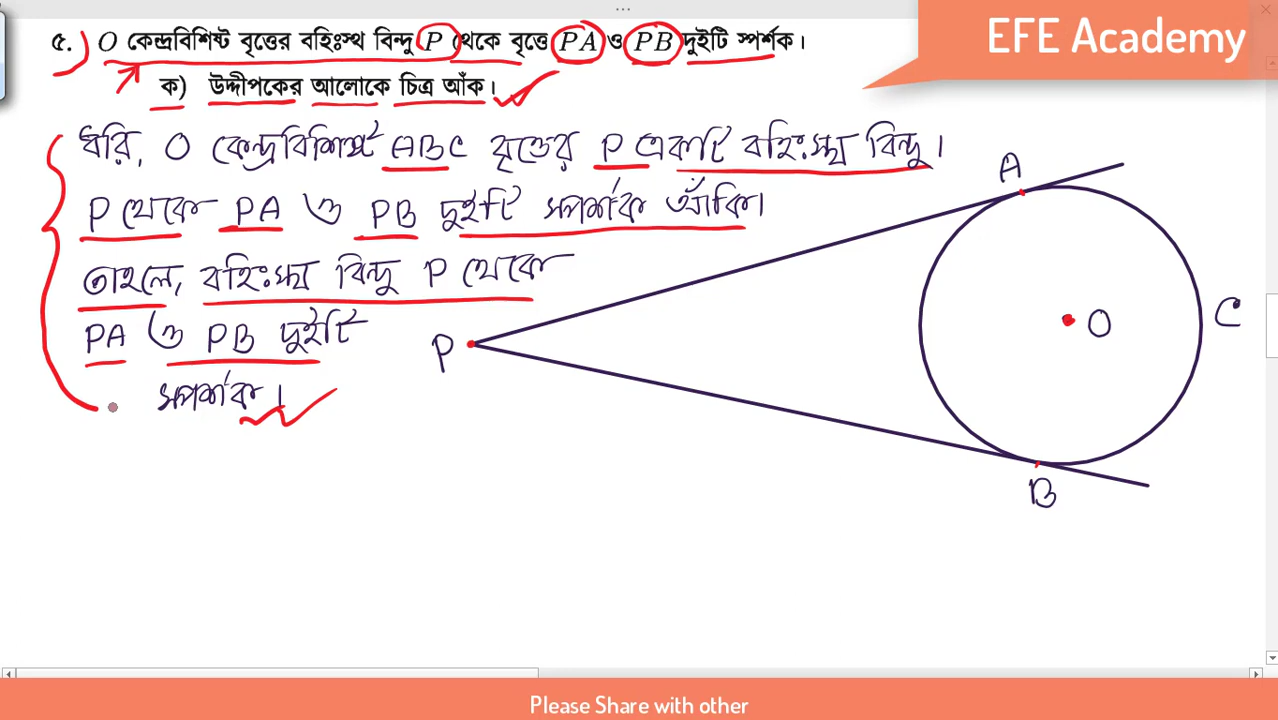 EFE Academy
৫. O কেন্দ্রবিশিষ্ট বৃত্তের বহিঃস্থ বিন্দু P থেকে বৃত্তে PA ও PB দুইটি স্পর্শক।
ক) উদ্দীপকের আলোকে চিত্র আঁক।
ধরি, O কেন্দ্রবিশিষ্ট ABC বৃত্তের P একটি বহিঃস্থ বিন্দু।
P থেকে PA ও PB দুইটি স্পর্শক আঁকি।
তাহলে, বহিঃস্থ বিন্দু P থেকে
PA ও PB দুইটি
স্পর্শক।
A
C
O
P
B
Please Share with other